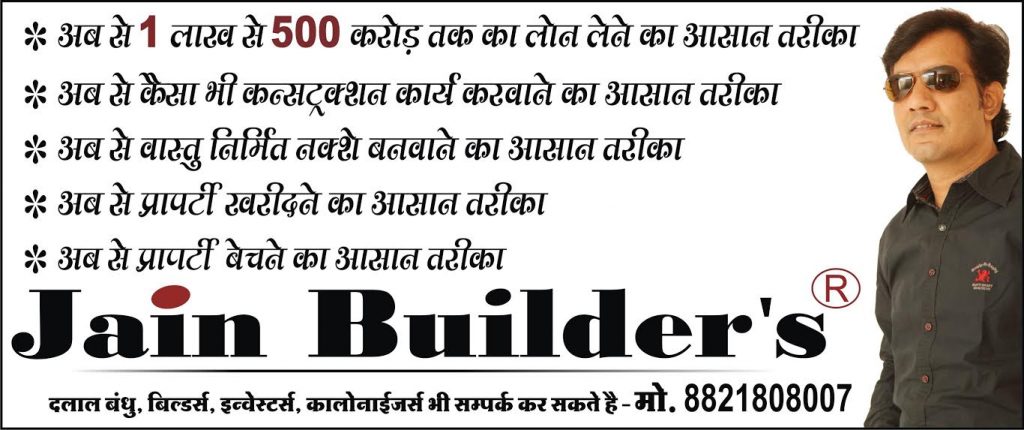 * अब से 1 लाख से 500 करोड़ तक का लोन लेने का आसान तरीका
* अब से कैसा भी कन्सट्रक्शन कार्य करवाने का आसान तरीका
* अब से वास्तु निर्मित नक्शे बनवाने का आसान तरीका
* अब से प्रापर्टी खरीदने का आसान तरीका
* अब से प्रापर्टी बेचने का आसान तरीका
Jain Builder's ®
दलाल बंधु, बिल्डर्स, इन्वेस्टर्स, कालोनाईजर्स भी सम्पर्क कर सकते है - मो. 8821808007